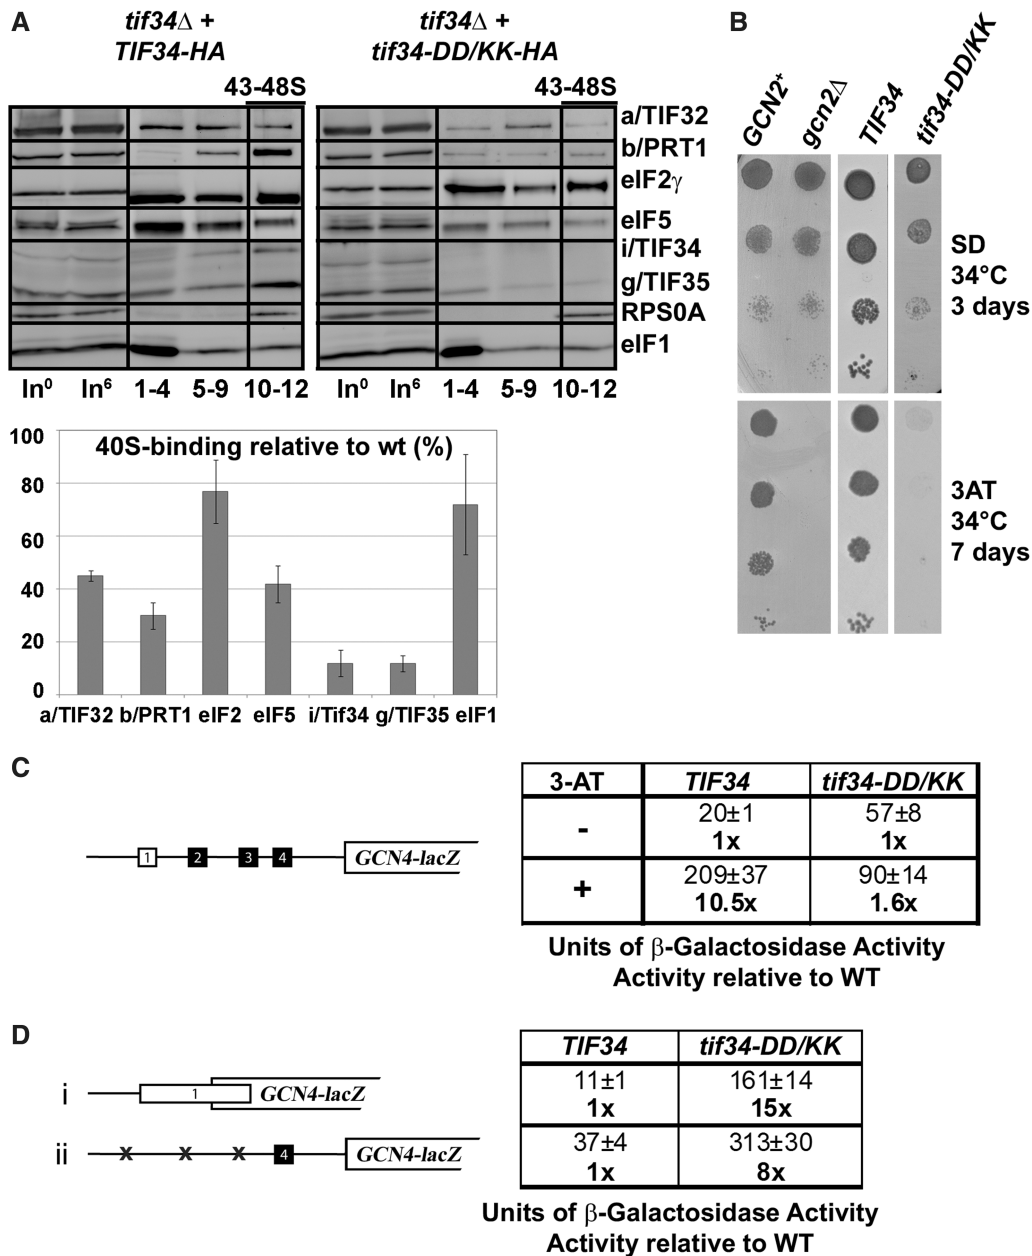 A
tif34Δ +
TIF34-HA
tif34Δ +
tif34-DD/KK-HA
43-48S
43-48S
a/TIF32
b/PRT1
eIF2γ
eIF5
i/TIF34
g/TIF35
RPS0A
eIF1
In⁰ In⁶ 1-4 5-9 10-12
In⁰ In⁶ 1-4 5-9 10-12
40S-binding relative to wt (%)
100
80
60
40
20
0
a/TIF32 b/PRT1 eIF2 eIF5 i/Tif34 g/TIF35 eIF1
B
GCN2⁺ gcn2Δ TIF34 tif34-DD/KK
SD
34°C
3 days
3AT
34°C
7 days
C
1 2 3 4 GCN4-lacZ
3-AT TIF34 tif34-DD/KK
- 20±1 57±8
1x 1x
+ 209±37 90±14
10.5x 1.6x
Units of β-Galactosidase Activity
Activity relative to WT
D
i 1 GCN4-lacZ
ii x x x 4 GCN4-lacZ
TIF34 tif34-DD/KK
11±1 161±14
1x 15x
37±4 313±30
1x 8x
Units of β-Galactosidase Activity
Activity relative to WT